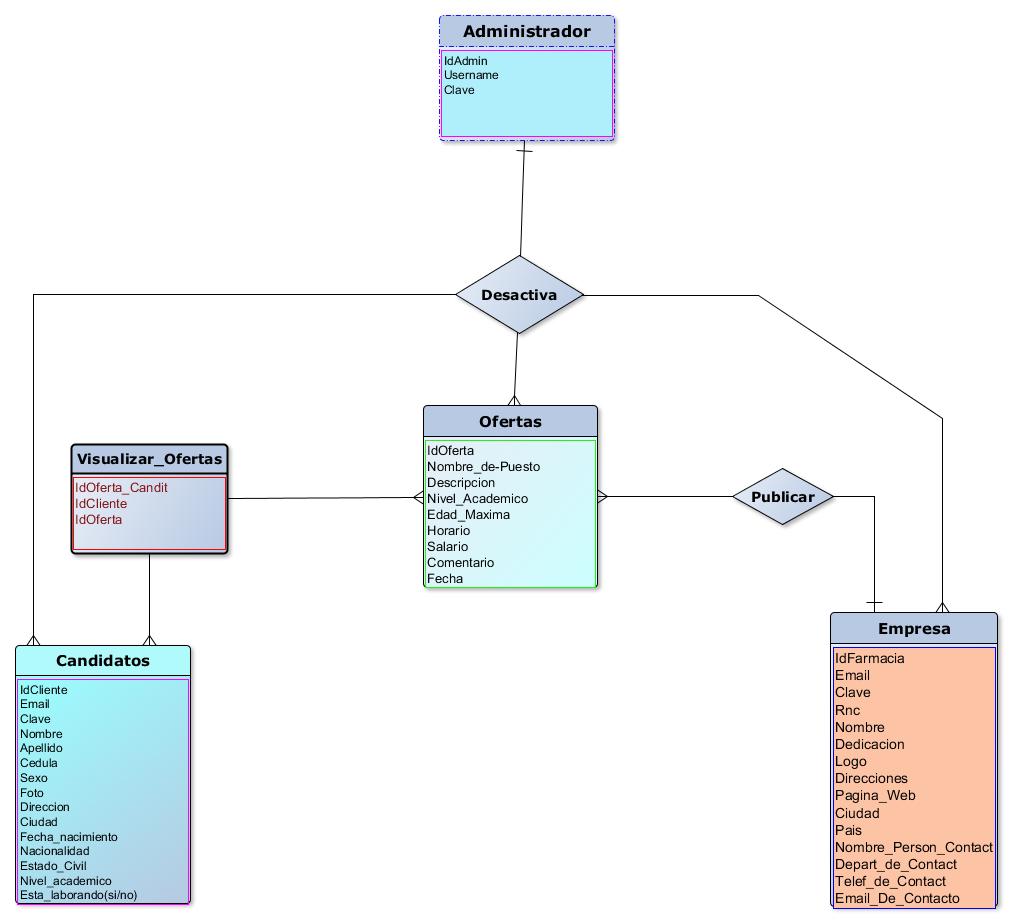 Administrador
IdAdmin
Username
Clave
Desactiva
Ofertas
IdOferta
Nombre_de-Puesto
Descripcion
Nivel_Academico
Edad_Maxima
Horario
Salario
Comentario
Fecha
Visualizar_Ofertas
IdOferta_Candit
IdCliente
IdOferta
Publicar
Candidatos
IdCliente
Email
Clave
Nombre
Apellido
Cedula
Sexo
Foto
Direccion
Ciudad
Fecha_nacimiento
Nacionalidad
Estado_Civil
Nivel_academico
Esta_laborando(si/no)
Empresa
IdFarmacia
Email
Clave
Rnc
Nombre
Dedicacion
Logo
Direcciones
Pagina_Web
Ciudad
Pais
Nombre_Person_Contact
Depart_de_Contact
Telef_de_Contact
Email_De_Contacto